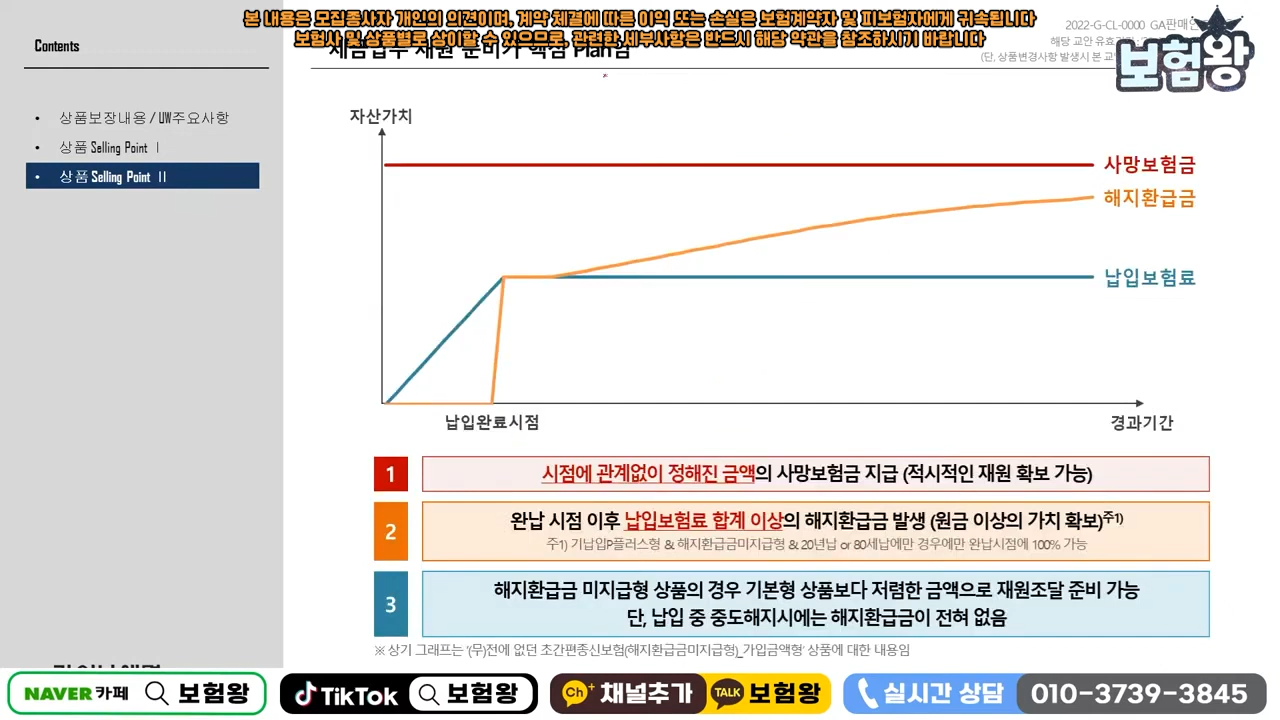 본 내용은 모집종사자 개인의 의견이며, 계약 체결에 따른 이익 또는 손실은 보험계약자 및 피보험자에게 귀속됩니다
보험사 및 상품별로 상이할 수 있으므로, 관련한 세부사항은 반드시 해당 약관을 참조하시기 바랍니다
2022-G-CL-0000 GA판매인
해당 교안 유효기간
(단, 상품변경사항 발생시 본 교
보험왕
Contents
• 상품보장내용 / UW주요사항
• 상품 Selling Point Ⅰ
• 상품 Selling Point Ⅱ
자산가치
사망보험금
해지환급금
납입보험료
납입완료시점
경과기간
1 시점에 관계없이 정해진 금액의 사망보험금 지급 (적시적인 재원 확보 가능)
2 완납 시점 이후 납입보험료 합계 이상의 해지환급금 발생 (원금 이상의 가치 확보)주1)
주1) 기납입P플러스형 & 해지환급금미지급형 & 20년납 or 80세납에만 경우에만 완납시점에 100% 가능
3 해지환급금 미지급형 상품의 경우 기본형 상품보다 저렴한 금액으로 재원조달 준비 가능
단, 납입 중 중도해지시에는 해지환급금이 전혀 없음
※ 상기 그래프는 '(무)전에 없던 초간편종신보험(해지환급금미지급형)_가입금액형' 상품에 대한 내용임
NAVER 카페 보험왕
TikTok 보험왕
Ch+ 채널추가 TALK 보험왕
실시간 상담 010-3739-3845